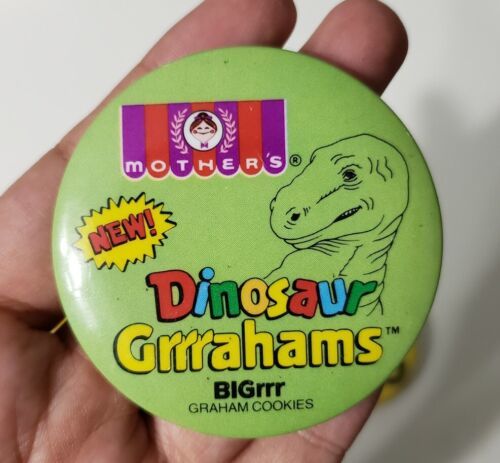 MOTHER'S®
NEW!
Dinosaur
Grrrahams™
BIGrrr
GRAHAM COOKIES